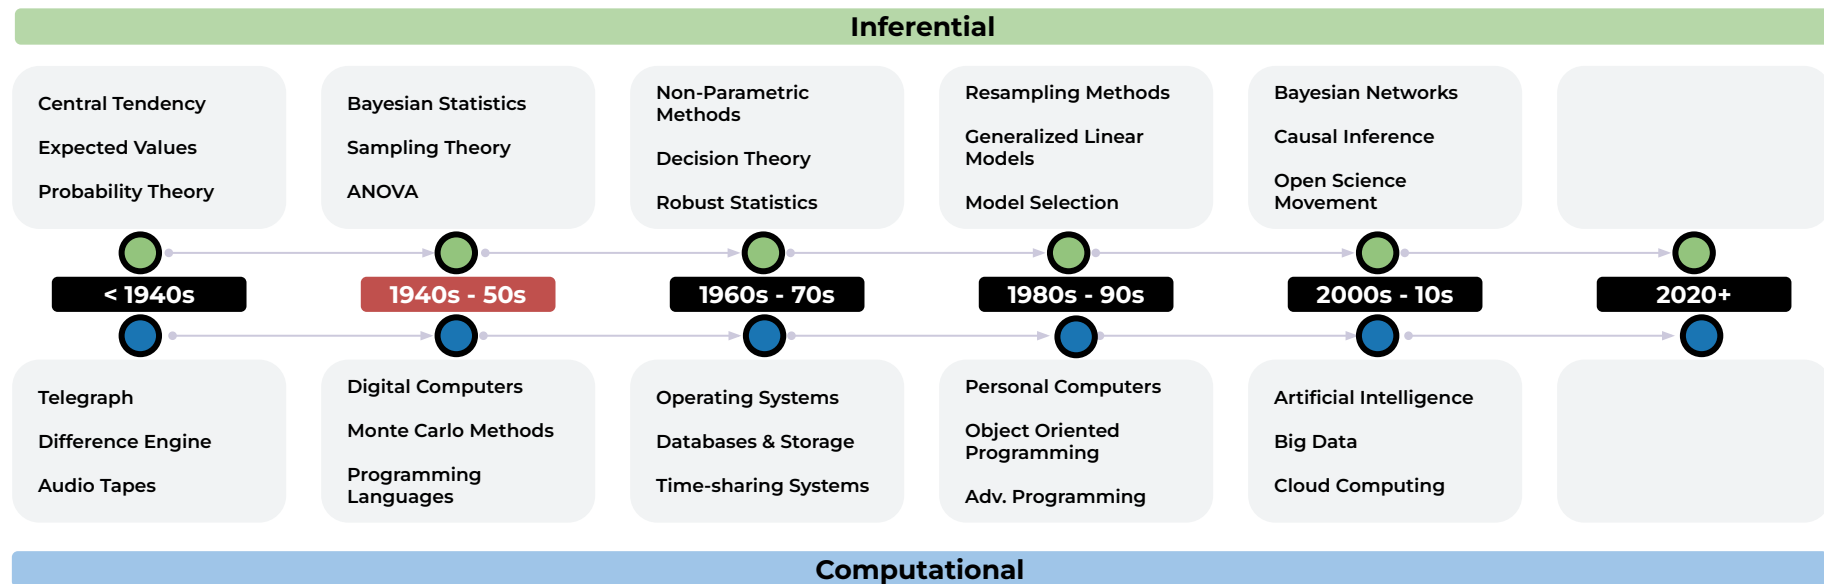 Inferential
Central Tendency
Expected Values
Probability Theory
Bayesian Statistics
Sampling Theory
ANOVA
Non-Parametric
Methods
Decision Theory
Robust Statistics
Resampling Methods
Generalized Linear
Models
Model Selection
Bayesian Networks
Causal Inference
Open Science
Movement
< 1940s
1940s - 50s
1960s - 70s
1980s - 90s
2000s - 10s
2020+
Telegraph
Difference Engine
Audio Tapes
Digital Computers
Monte Carlo Methods
Programming
Languages
Operating Systems
Databases & Storage
Time-sharing Systems
Personal Computers
Object Oriented
Programming
Adv. Programming
Artificial Intelligence
Big Data
Cloud Computing
Computational